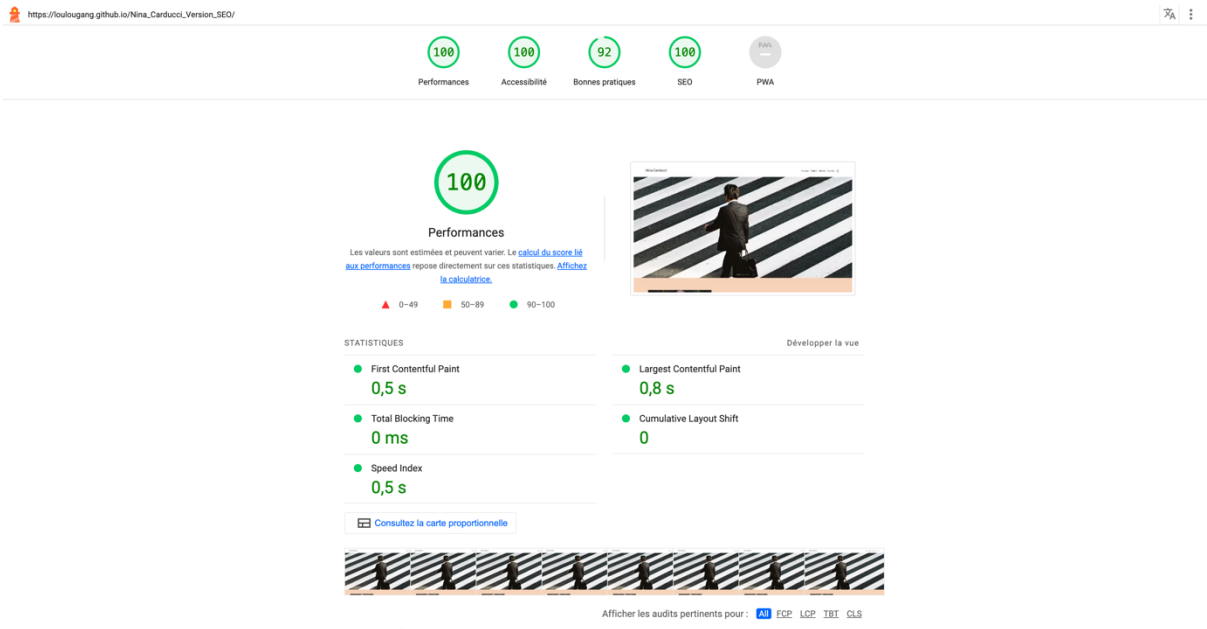 https://loulougang.github.io/Nina_Carducci_Version_SEO/
100
100
92
100
PWA
Performances
Accessibilité
Bonnes pratiques
SEO
PWA
100
Performances
Les valeurs sont estimées et peuvent varier. Le calcul du score lié
aux performances repose directement sur ces statistiques. Affichez
la calculatrice.
0–49
50–89
90–100
Nina Carducci
STATISTIQUES
Développer la vue
First Contentful Paint
0,5 s
Largest Contentful Paint
0,8 s
Total Blocking Time
0 ms
Cumulative Layout Shift
0
Speed Index
0,5 s
Consultez la carte proportionnelle
Afficher les audits pertinents pour : All FCP LCP TBT CLS